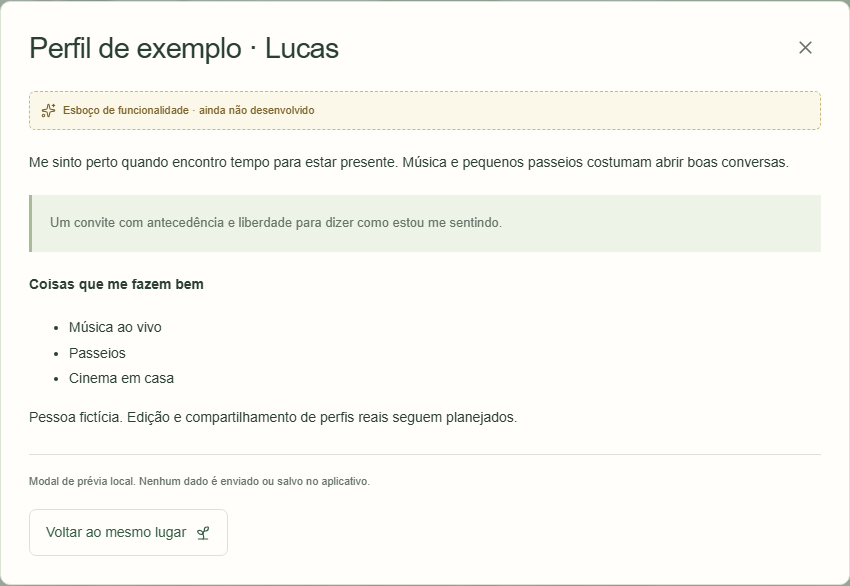 Perfil de exemplo · Lucas
Esboço de funcionalidade · ainda não desenvolvido
Me sinto perto quando encontro tempo para estar presente. Música e pequenos passeios costumam abrir boas conversas.
Um convite com antecedência e liberdade para dizer como estou me sentindo.
Coisas que me fazem bem
• Música ao vivo
• Passeios
• Cinema em casa
Pessoa fictícia. Edição e compartilhamento de perfis reais seguem planejados.
Modal de prévia local. Nenhum dado é enviado ou salvo no aplicativo.
Voltar ao mesmo lugar